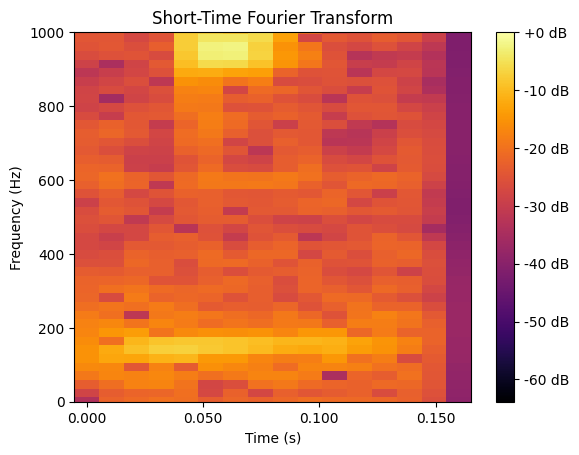 Short-Time Fourier Transform
1000
800
600
400
200
0
Frequency (Hz)
0.000
0.050
0.100
0.150
Time (s)
+0 dB
-10 dB
-20 dB
-30 dB
-40 dB
-50 dB
-60 dB